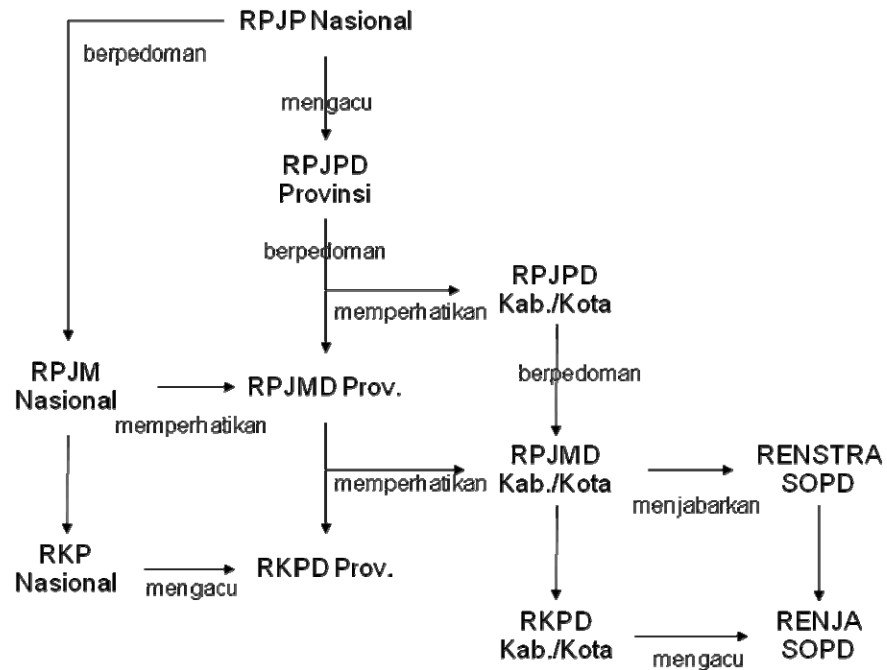 RPJP Nasional
berpedoman
mengacu
RPJPD
Provinsi
berpedoman
RPJPD
Kab./Kota
memperhatikan
berpedoman
RPJM
Nasional
RPJMD Prov.
memperhatikan
RPJMD
Kab./Kota
memperhatikan
RENSTRA
SOPD
menjabarkan
RKP
Nasional
RKPD Prov.
mengacu
RKPD
Kab./Kota
RENJA
SOPD
mengacu